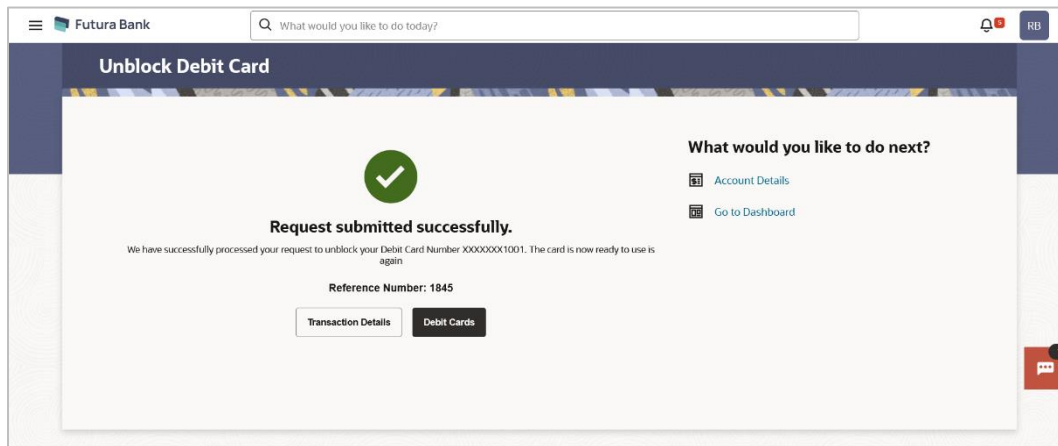 Futura Bank
What would you like to do today?
5
RB
Unblock Debit Card
Request submitted successfully.
We have successfully processed your request to unblock your Debit Card Number XXXXXXX1001. The card is now ready to use is
again
Reference Number: 1845
Transaction Details
Debit Cards
What would you like to do next?
Account Details
Go to Dashboard